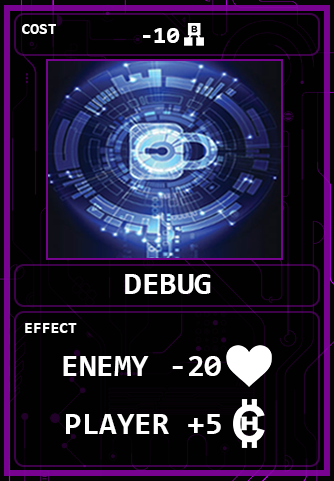 COST
-10 B
DEBUG
EFFECT
ENEMY -20
PLAYER +5